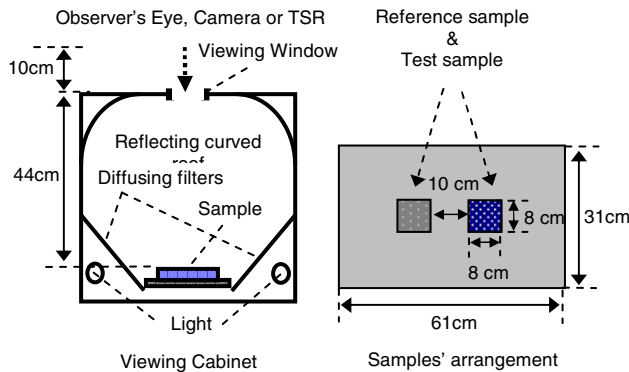 Observer's Eye, Camera or TSR
10cm
Viewing Window
44cm
Reflecting curved
Diffusing filters
Sample
Light
Viewing Cabinet
Reference sample
&
Test sample
10 cm
8 cm
8 cm
31cm
61cm
Samples' arrangement